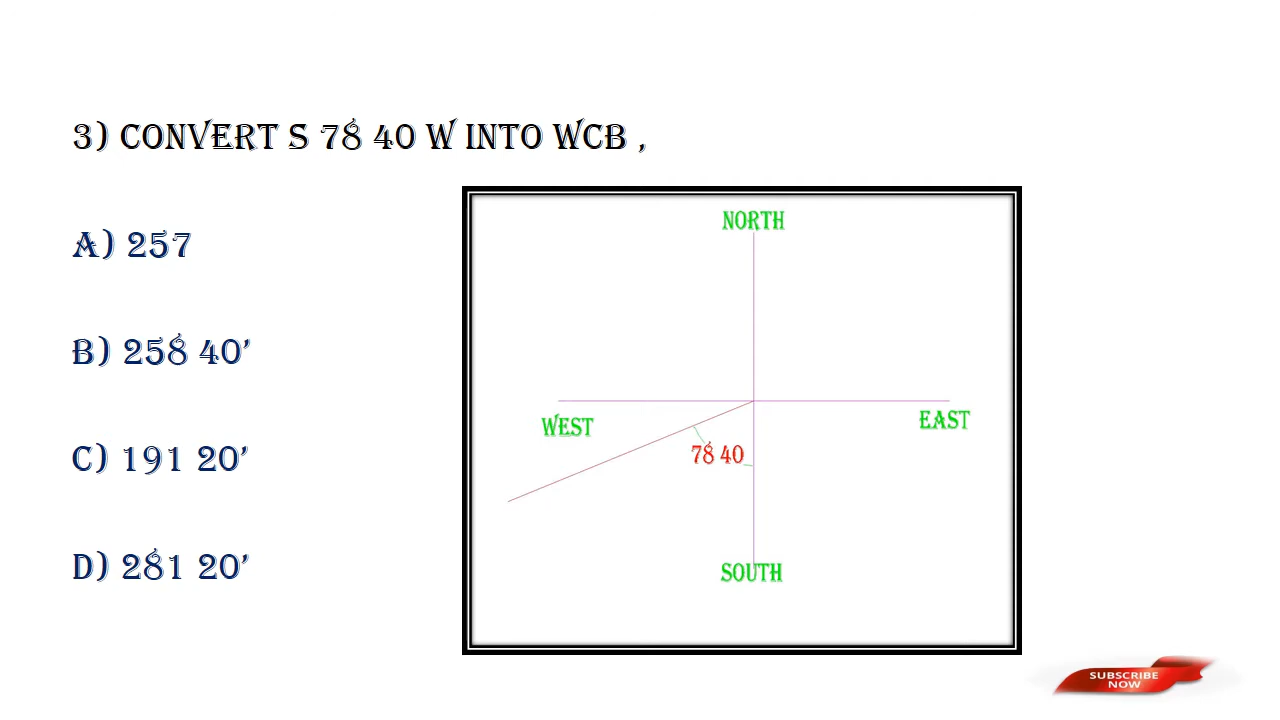 3) CONVERT S 78 40 W INTO WCB ,
A) 257
B) 258 40’
C) 191 20’
D) 281 20’
NORTH
WEST
EAST
78 40
SOUTH
SUBSCRIBE
NOW